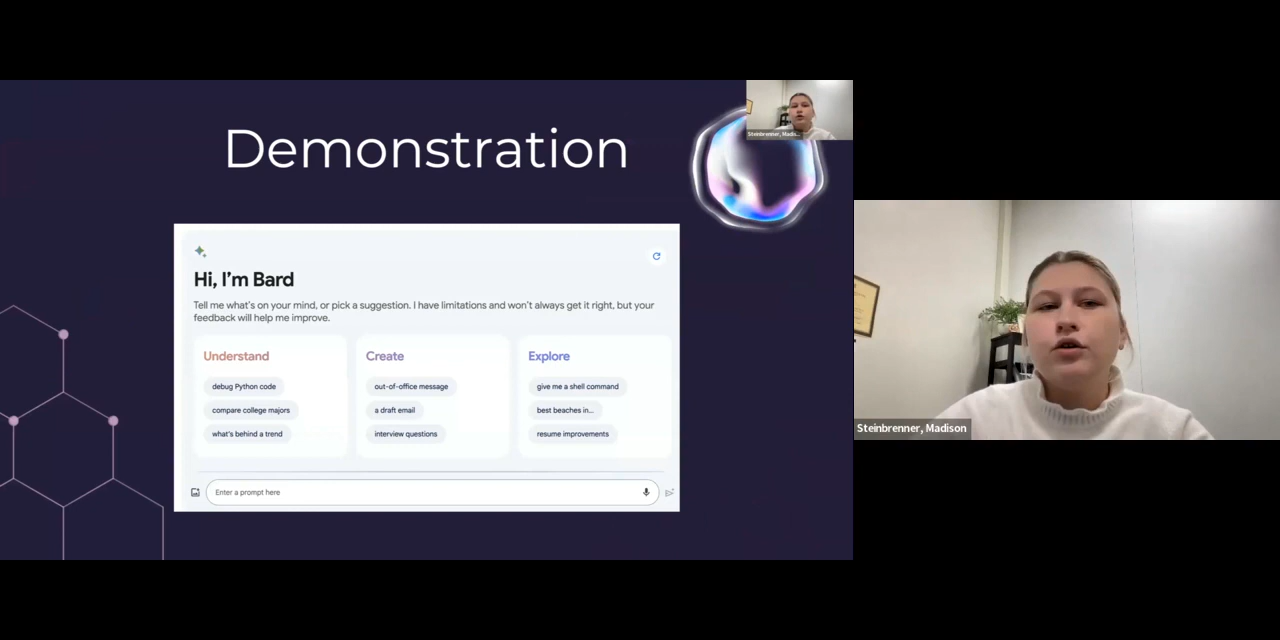 Demonstration
Steinbrenner, Madis...
Hi, I'm Bard
Tell me what's on your mind, or pick a suggestion. I have limitations and won't always get it right, but your
feedback will help me improve.
Understand
debug Python code
compare college majors
what's behind a trend
Create
out-of-office message
a draft email
interview questions
Explore
give me a shell command
best beaches in...
resume improvements
Enter a prompt here
Steinbrenner, Madison